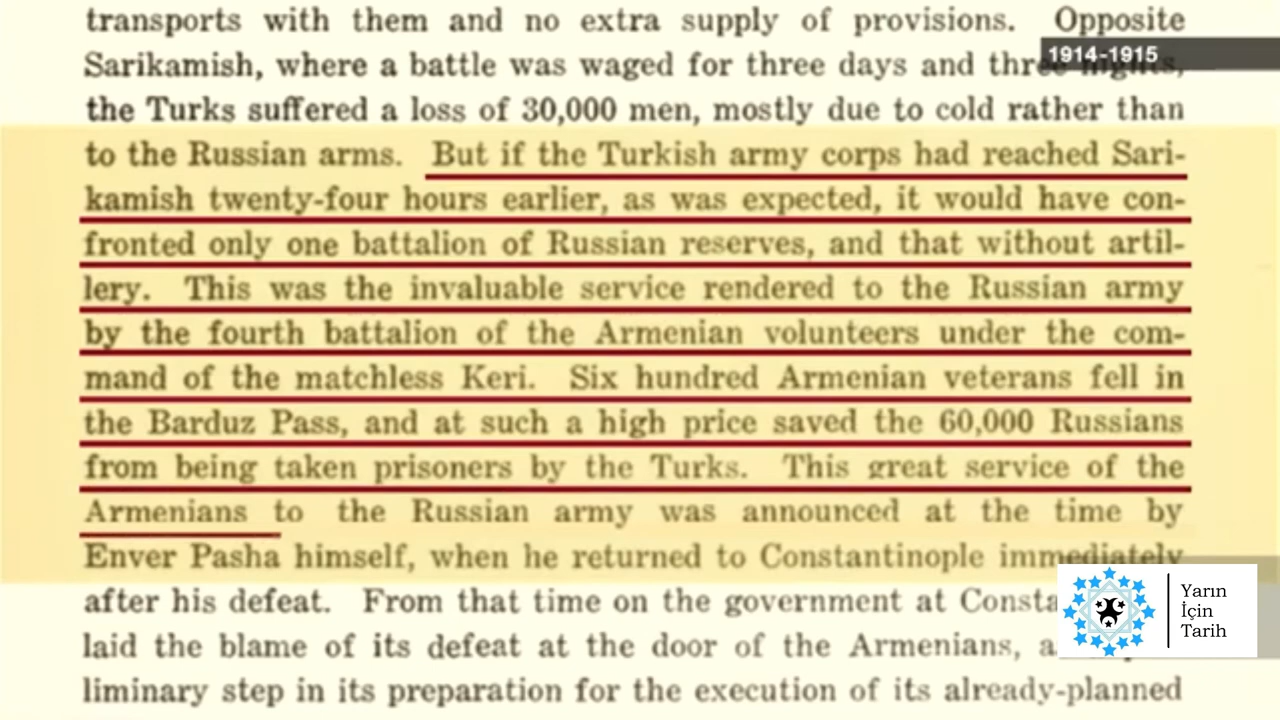 transports with them and no extra supply of provisions. Opposite
1914-1915
Sarikamish, where a battle was waged for three days and three nights,
the Turks suffered a loss of 30,000 men, mostly due to cold rather than
to the Russian arms. But if the Turkish army corps had reached Sari-
kamish twenty-four hours earlier, as was expected, it would have con-
fronted only one battalion of Russian reserves, and that without artil-
lery. This was the invaluable service rendered to the Russian army
by the fourth battalion of the Armenian volunteers under the com-
mand of the matchless Keri. Six hundred Armenian veterans fell in
the Barduz Pass, and at such a high price saved the 60,000 Russians
from being taken prisoners by the Turks. This great service of the
Armenians to the Russian army was announced at the time by
Enver Pasha himself, when he returned to Constantinople immediately
after his defeat. From that time on the government at
laid the blame of its defeat at the door of the Armenians,
liminary step in its preparation for the execution of its already-planned
Yarın
İçin
Tarih